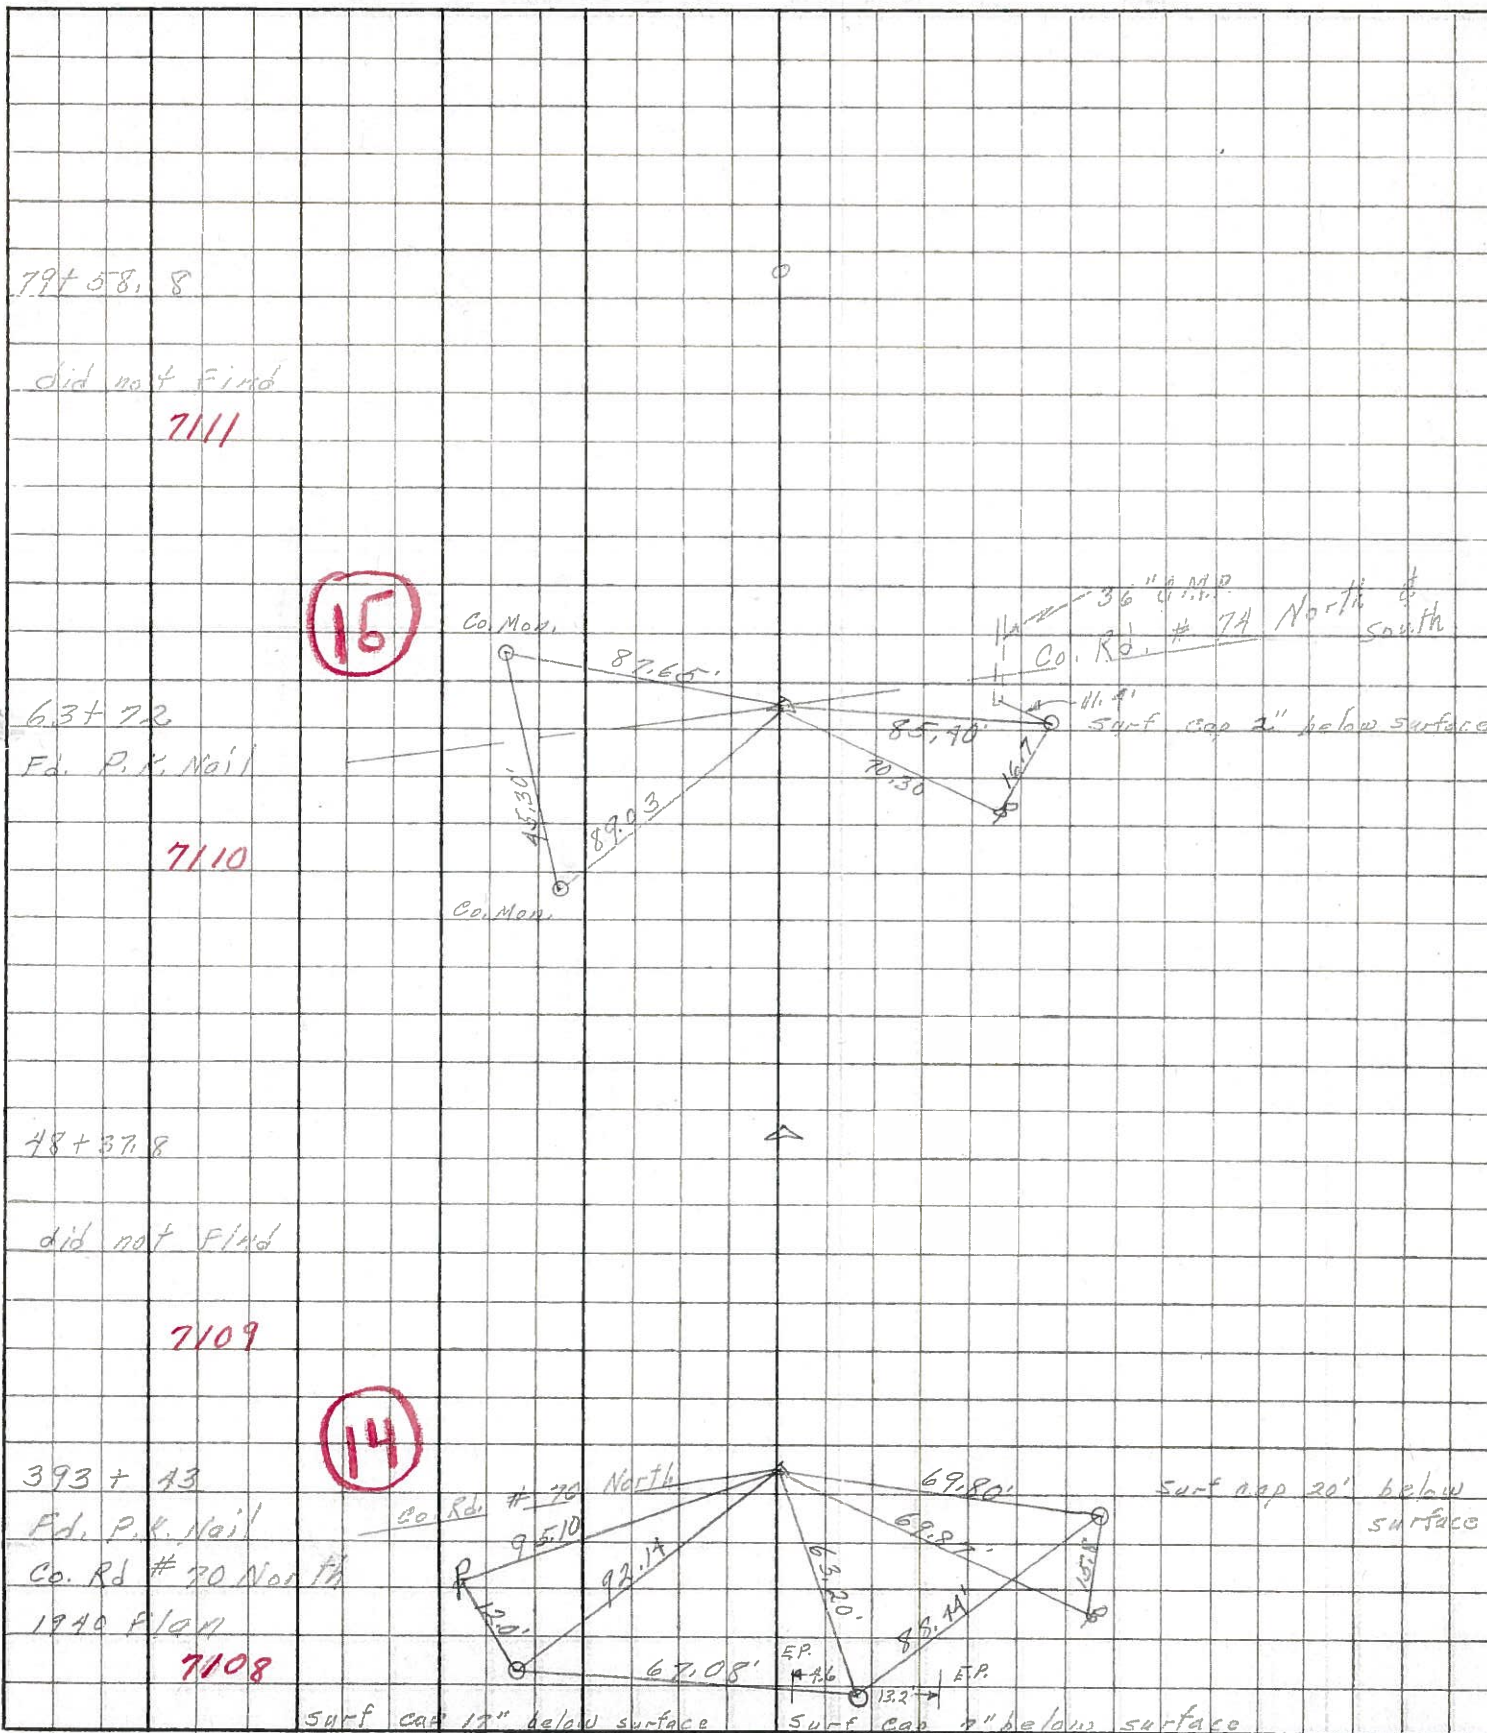 79+58.8
did not Find
7111
15
Co. Mon.
87.65'
36" C.M.P.
Co. Rd. # 74 North &
South
63+72
Fd. P.K. Nail
11.4'
85.40'
Surf. cap 2" below surface
70.30
16.7
45.30'
89.03
7110
Co. Mon.
48+37.8
did not Find
7109
14
393 + 43
Fd. P.K. Nail
Co. Rd # 70 North
1940 Plan
7108
Co. Rd. # 70 North
69.80'
Surf cap 20" below
surface
95.10
92.14
63.20'
15.8
12.0'
88.44'
67.08'
E.P.
4.6
13.2'
E.P.
Surf cap 12" below surface
Surf cap 7" below surface